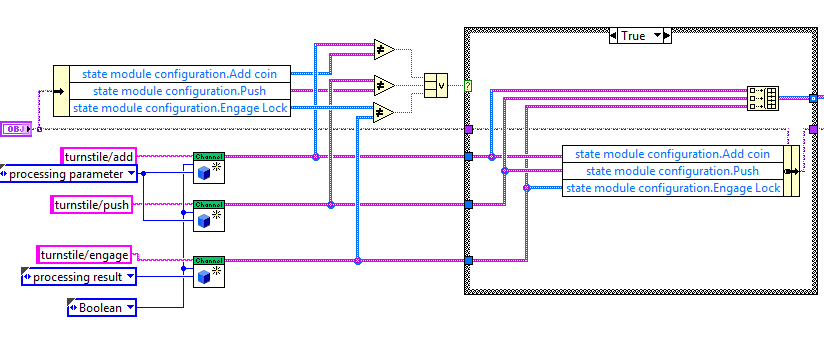 True
state module configuration.Add coin
state module configuration.Push
state module configuration.Engage Lock
OBJ
turnstile/add
Channel
processing parameter
state module configuration.Add coin
state module configuration.Push
state module configuration.Engage Lock
turnstile/push
Channel
turnstile/engage
Channel
processing result
Boolean